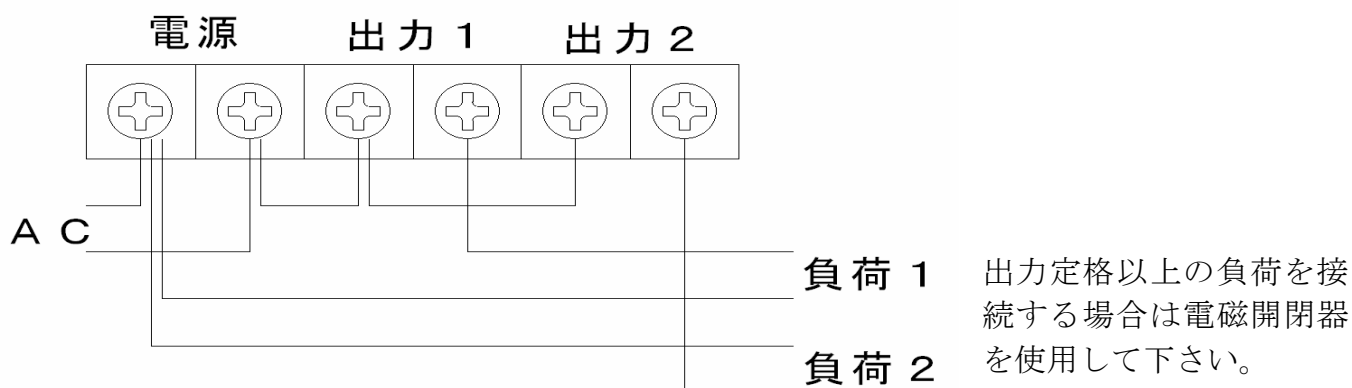 電源 出力1 出力2
AC
負荷1
負荷2
出力定格以上の負荷を接
続する場合は電磁開閉器
を使用して下さい。